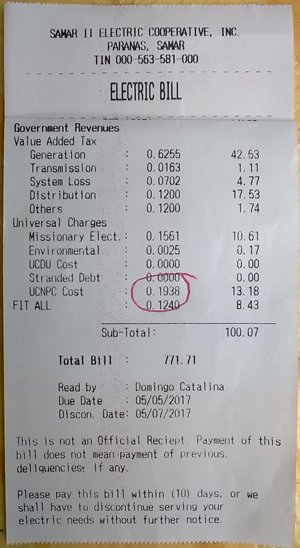 SAMAR II ELECTRIC COOPERATIVE, INC.
PARANAS, SAMAR
TIN 000-563-581-000
ELECTRIC BILL
Government Revenues
Value Added Tax
Generation : 0.6255 42.53
Transmission : 0.0163 1.11
System Loss : 0.0702 4.77
Distribution : 0.1200 17.53
Others : 0.1200 1.74
Universal Charges
Missionary Elect.: 0.1561 10.61
Environmental : 0.0025 0.17
UCDU Cost : 0.0000 0.00
Stranded Debt : 0.0000 0.00
UCNPC Cost : 0.1938 13.18
FIT ALL : 0.1240 8.43
Sub-Total: 100.07
Total Bill : 771.71
Read by : Domingo Catalina
Due Date : 05/05/2017
Discon. Date: 05/07/2017
This is not an Official Reciept. Payment of this
bill does not mean payment of previous.
deliquencies; if any.
Please pay this bill within (10) days, or we
shall have to discontinue serving your
electric needs without further notice.